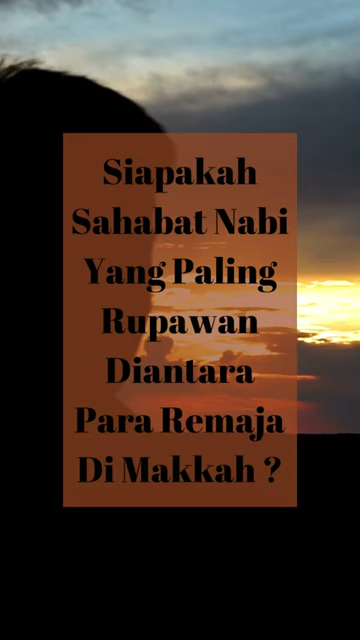 Siapakah
Sahabat Nabi
Yang Paling
Rupawan
Diantara
Para Remaja
Di Makkah ?